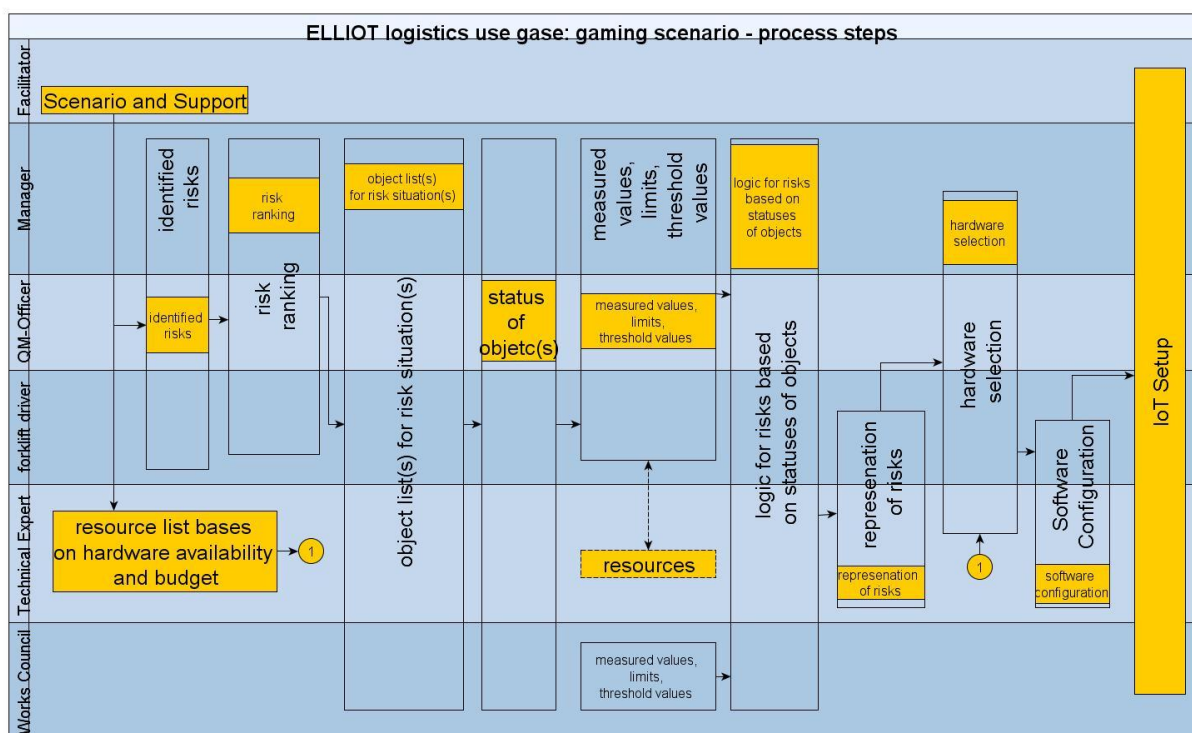 ELLIOT logistics use gase: gaming scenario - process steps
Facilitator
Scenario and Support
Manager
identified
risks
risk
ranking
object list(s)
for risk situation(s)
measured
values,
limits,
threshold
values
logic for risks
based on
statuses
of objects
hardware
selection
QM-Officer
identified
risks
risk
ranking
object list(s) for risk situation(s)
status
of
objetc(s)
measured values,
limits,
threshold values
logic for risks based
on statuses of objects
hardware
selection
IoT Setup
forklift driver
Technical Expert
resource list bases
on hardware availability
and budget
1
resources
represenation
of risks
represenation
of risks
1
Software
Configuration
software
configuration
Works Council
measured values,
limits,
threshold values